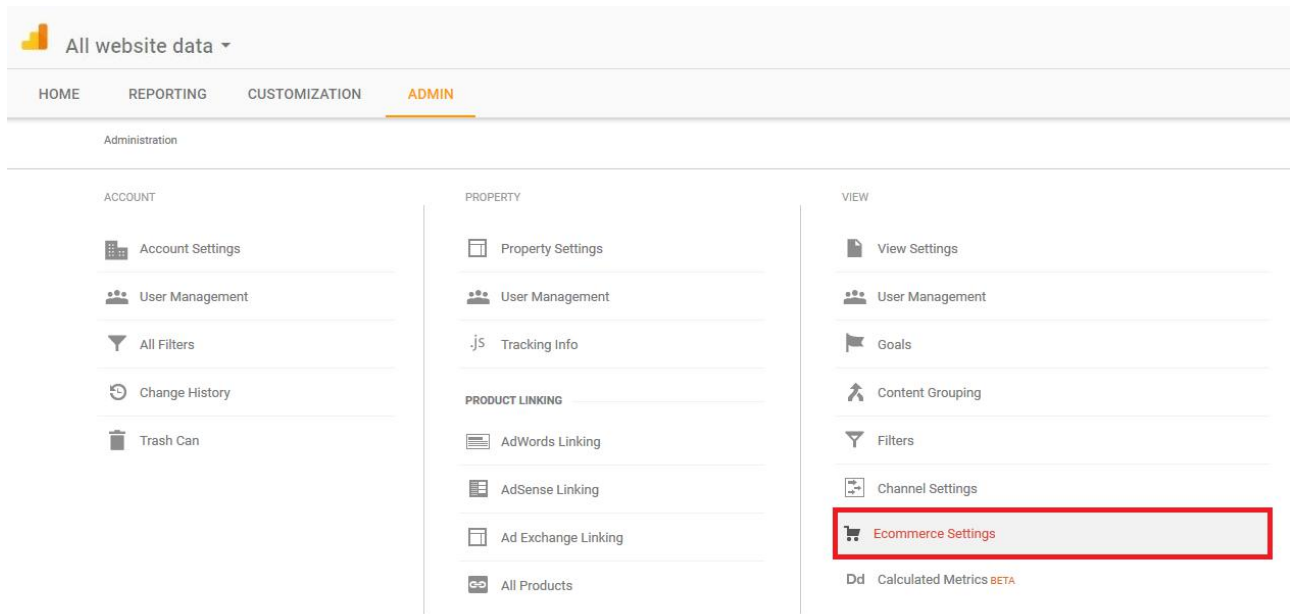 All website data
HOME REPORTING CUSTOMIZATION ADMIN
Administration
ACCOUNT
Account Settings
User Management
All Filters
Change History
Trash Can
PROPERTY
Property Settings
User Management
.js Tracking Info
PRODUCT LINKING
AdWords Linking
AdSense Linking
Ad Exchange Linking
All Products
VIEW
View Settings
User Management
Goals
Content Grouping
Filters
Channel Settings
Ecommerce Settings
Dd Calculated Metrics BETA